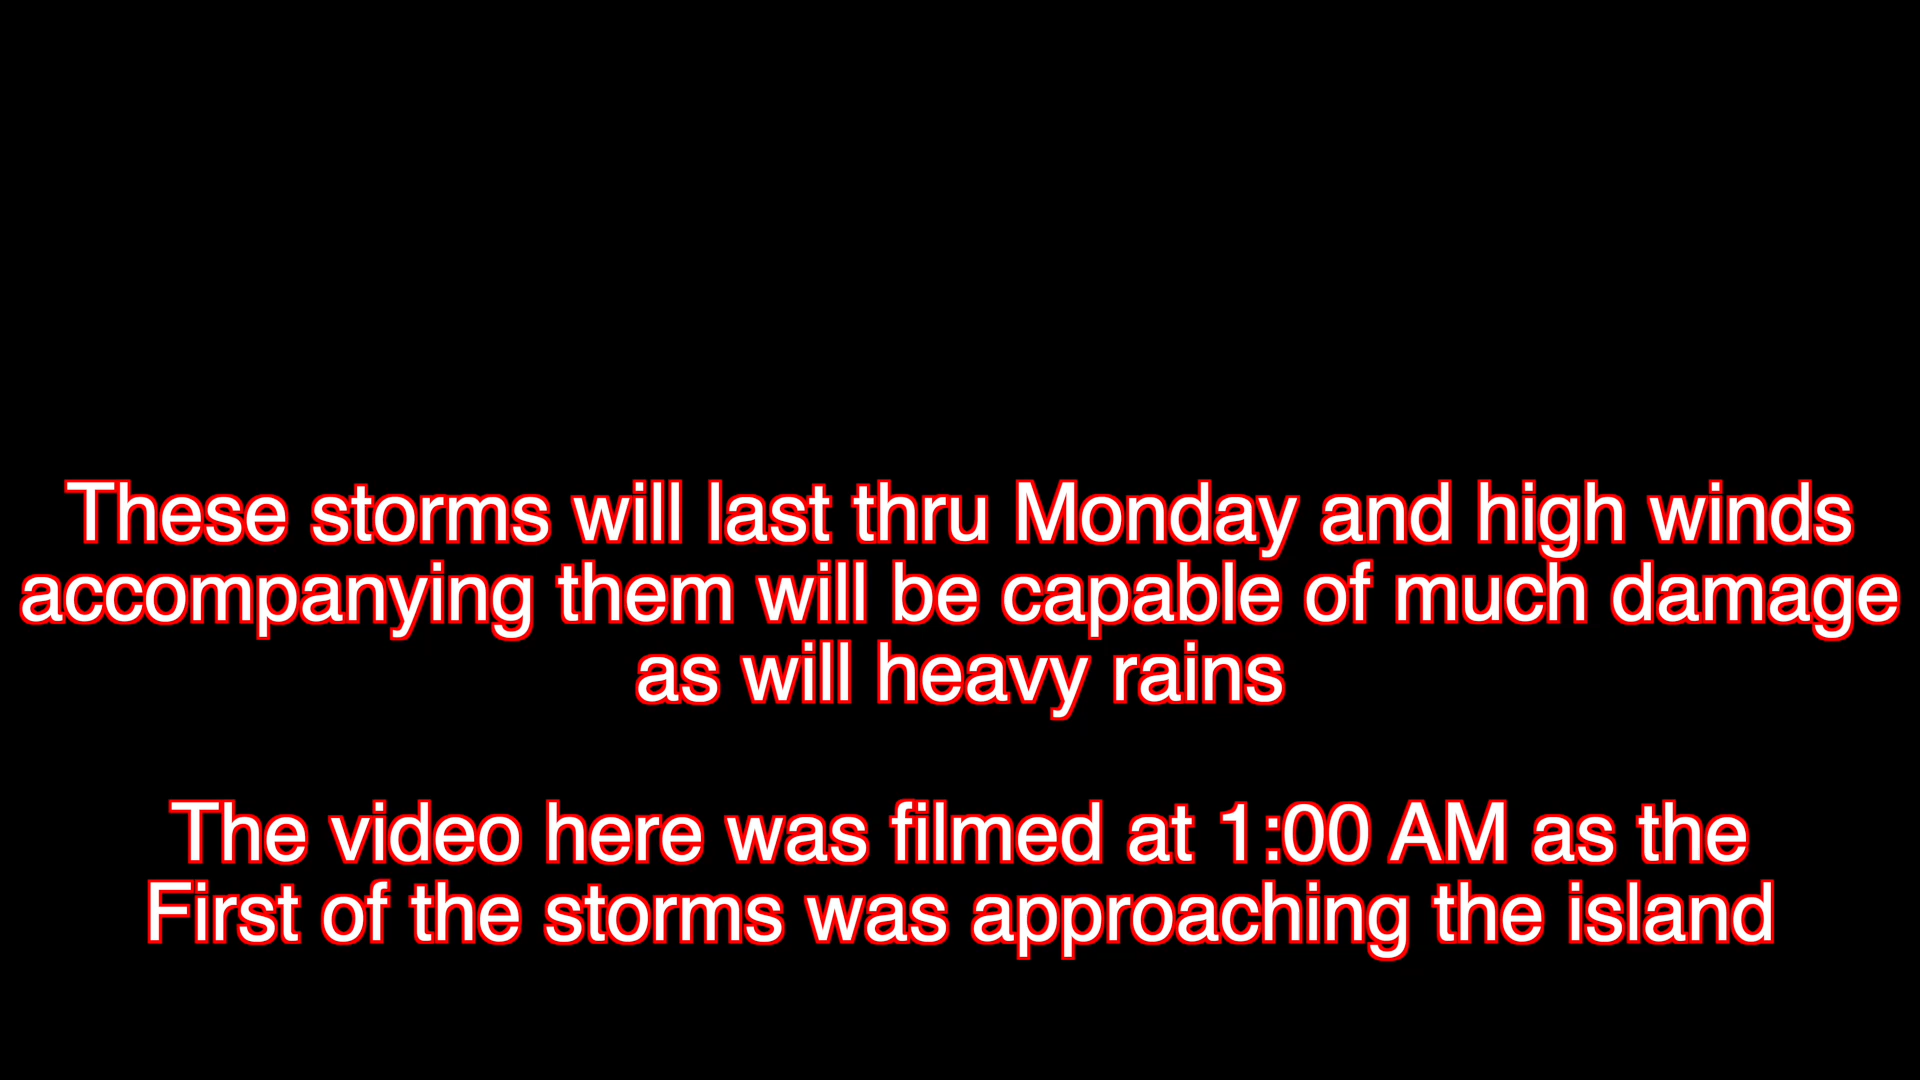 These storms will last thru Monday and high winds
accompanying them will be capable of much damage
as will heavy rains
The video here was filmed at 1:00 AM as the
First of the storms was approaching the island